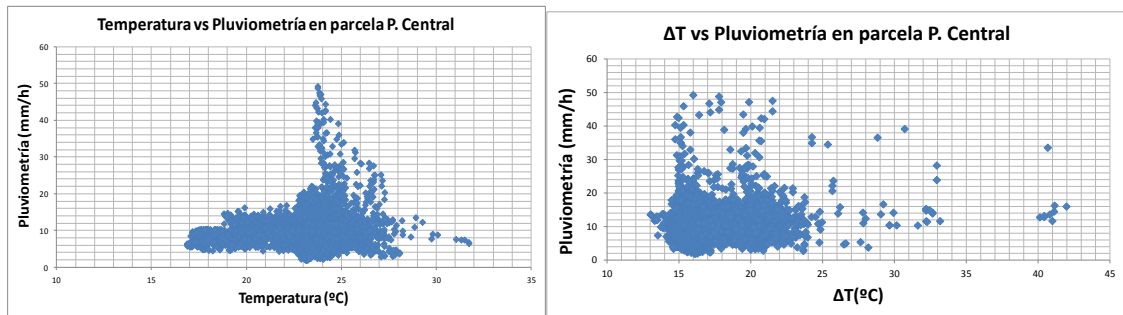 Temperatura vs Pluviometría en parcela P. Central
Pluviometría (mm/h)
60
50
40
30
20
10
0
10 15 20 25 30 35
Temperatura (ºC)
ΔT vs Pluviometría en parcela P. Central
Pluviometría (mm/h)
60
50
40
30
20
10
0
10 15 20 25 30 35 40 45
ΔT(ºC)